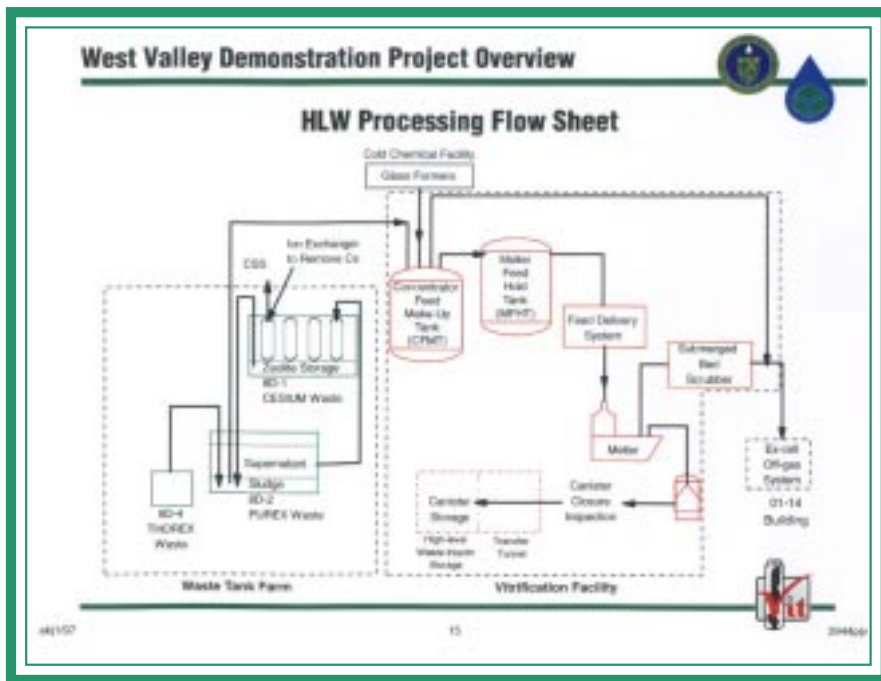 West Valley Demonstration Project Overview
HLW Processing Flow Sheet
Cold Chemical Facility
Glass Formers
Ion Exchanger
to Remove Cs
CSS
Concentrator
Feed
Make-Up
Tank
(CFMT)
Melter
Feed
Hold
Tank
(MFHT)
Feed Delivery
System
Submerged
Bed
Scrubber
Zeolite Storage
8D-1
CESIUM Waste
Supernatant
Sludge
8D-2
PUREX Waste
8D-4
THOREX
Waste
Melter
Ex-cell
Off-gas
System
01-14
Building
Canister
Storage
Canister
Closure
Inspection
High-level
Waste Interim
Storage
Transfer
Tunnel
Waste Tank Farm
Vitrification Facility
Vit
15